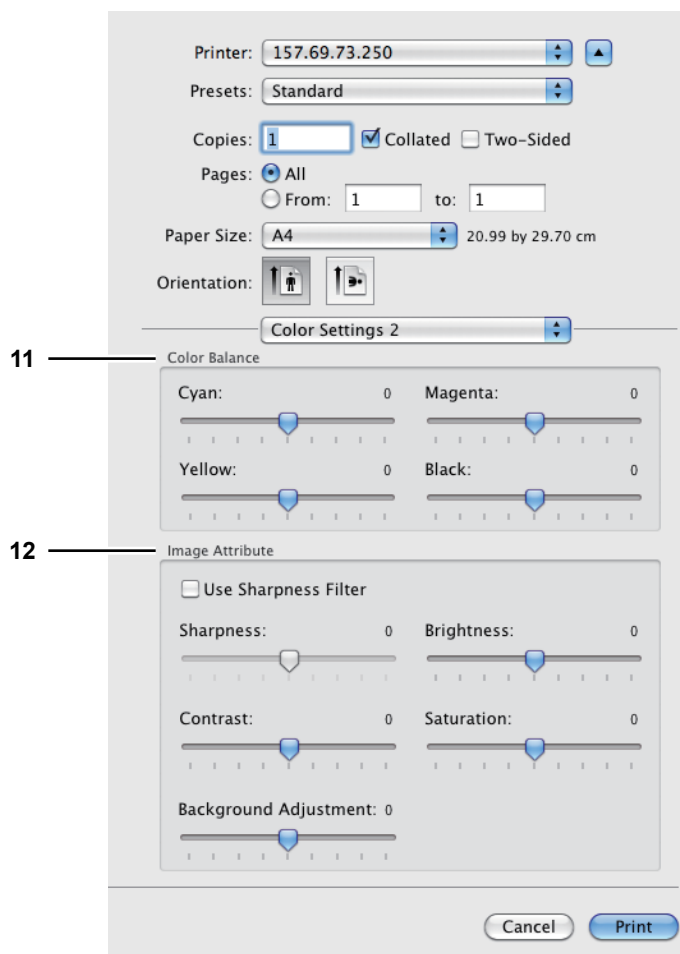 Printer: 157.69.73.250
Presets: Standard
Copies: 1 Collated Two-Sided
Pages: All
From: 1 to: 1
Paper Size: A4 20.99 by 29.70 cm
Orientation:
Color Settings 2
11 Color Balance
Cyan: 0 Magenta: 0
Yellow: 0 Black: 0
12 Image Attribute
Use Sharpness Filter
Sharpness: 0 Brightness: 0
Contrast: 0 Saturation: 0
Background Adjustment: 0
Cancel Print